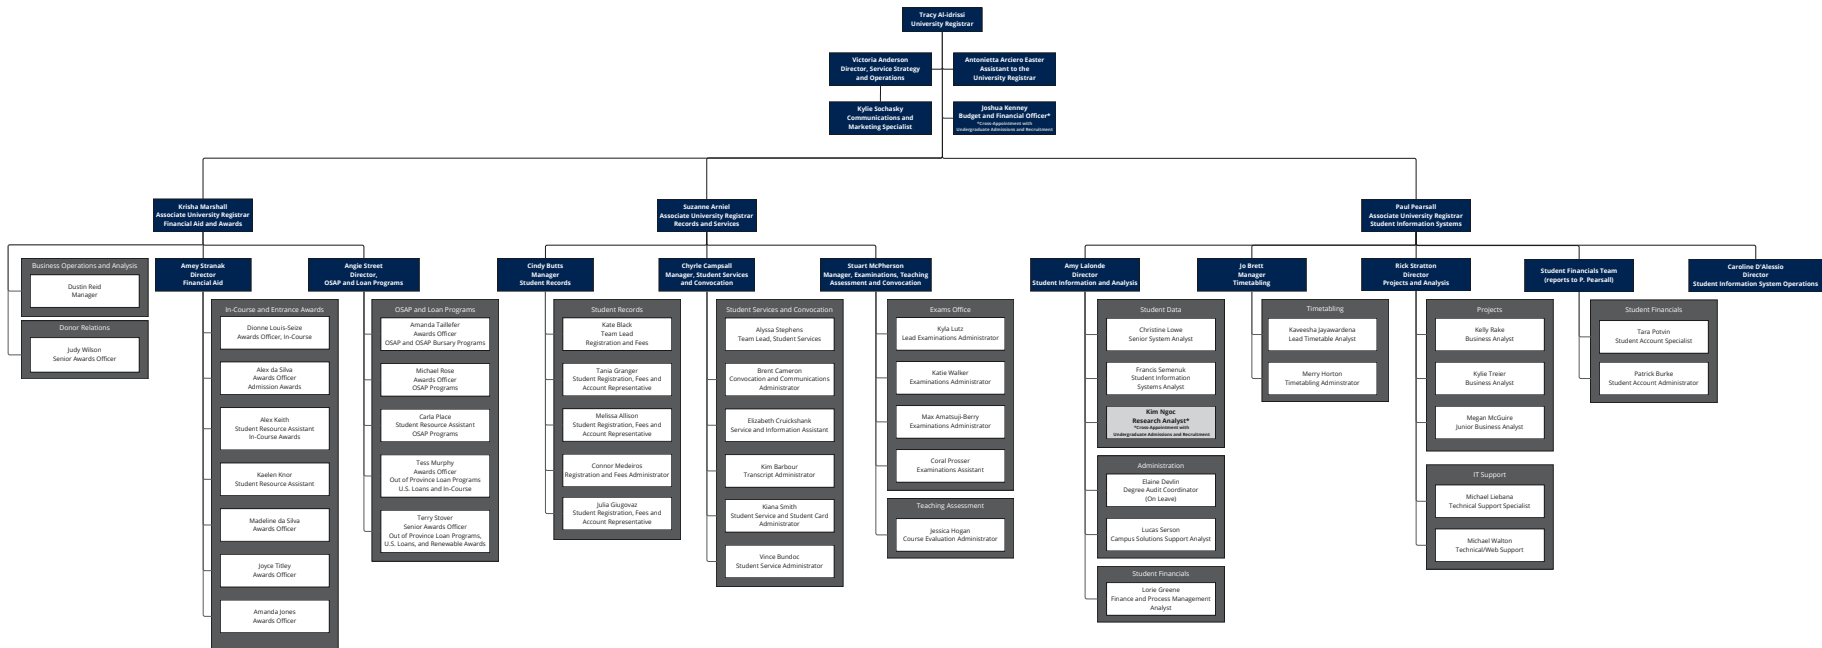 Tracy Al-idrissi
University Registrar
Victoria Anderson
Director, Service Strategy
and Operations
Antonietta Arciero Easter
Assistant to the
University Registrar
Kylie Sochasky
Communications and
Marketing Specialist
Joshua Kenney
Budget and Financial Officer*
*Cross-Appointment with
Undergraduate Admissions and Recruitment
Krisha Marshall
Associate University Registrar
Financial Aid and Awards
Suzanne Arniel
Associate University Registrar
Records and Services
Paul Pearsall
Associate University Registrar
Student Information Systems
Business Operations and Analysis
Dustin Reid
Manager
Donor Relations
Judy Wilson
Senior Awards Officer
Amey Stranak
Director
Financial Aid
In-Course and Entrance Awards
Dionne Louis-Seize
Awards Officer, In-Course
Alex da Silva
Awards Officer
Admission Awards
Alex Keith
Student Resource Assistant
In-Course Awards
Kaelen Knor
Student Resource Assistant
Madeline da Silva
Awards Officer
Joyce Titley
Awards Officer
Amanda Jones
Awards Officer
Angie Street
Director,
OSAP and Loan Programs
OSAP and Loan Programs
Amanda Taillefer
Awards Officer
OSAP and OSAP Bursary Programs
Michael Rose
Awards Officer
OSAP Programs
Carla Place
Student Resource Assistant
OSAP Programs
Tess Murphy
Awards Officer
Out of Province Loan Programs
U.S. Loans and In-Course
Terry Stover
Senior Awards Officer
Out of Province Loan Programs,
U.S. Loans, and Renewable Awards
Cindy Butts
Manager
Student Records
Student Records
Kate Black
Team Lead
Registration and Fees
Tania Granger
Student Registration, Fees and
Account Representative
Melissa Allison
Student Registration, Fees and
Account Representative
Connor Medeiros
Registration and Fees Administrator
Julia Giugovaz
Student Registration, Fees and
Account Representative
Chyrle Campsall
Manager, Student Services
and Convocation
Student Services and Convocation
Alyssa Stephens
Team Lead, Student Services
Brent Cameron
Convocation and Communications
Administrator
Elizabeth Cruickshank
Service and Information Assistant
Kim Barbour
Transcript Administrator
Kiana Smith
Student Service and Student Card
Administrator
Vince Bundoc
Student Service Administrator
Stuart McPherson
Manager, Examinations, Teaching
Assessment and Convocation
Exams Office
Kyla Lutz
Lead Examinations Administrator
Katie Walker
Examinations Administrator
Max Amatsuji-Berry
Examinations Administrator
Coral Prosser
Examinations Assistant
Teaching Assessment
Jessica Hogan
Course Evaluation Administrator
Amy Lalonde
Director
Student Information and Analysis
Student Data
Christine Lowe
Senior System Analyst
Francis Semenuk
Student Information
Systems Analyst
Kim Ngoc
Research Analyst*
*Cross-Appointment with
Undergraduate Admissions and Recruitment
Administration
Elaine Devlin
Degree Audit Coordinator
(On Leave)
Lucas Serson
Campus Solutions Support Analyst
Student Financials
Lorie Greene
Finance and Process Management
Analyst
Jo Brett
Manager
Timetabling
Timetabling
Kaveesha Jayawardena
Lead Timetable Analyst
Merry Horton
Timetabling Adminstrator
Rick Stratton
Director
Projects and Analysis
Projects
Kelly Rake
Business Analyst
Kylie Treier
Business Analyst
Megan McGuire
Junior Business Analyst
IT Support
Michael Liebana
Technical Support Specialist
Michael Walton
Technical/Web Support
Student Financials Team
(reports to P. Pearsall)
Student Financials
Tara Potvin
Student Account Specialist
Patrick Burke
Student Account Administrator
Caroline D'Alessio
Director
Student Information System Operations